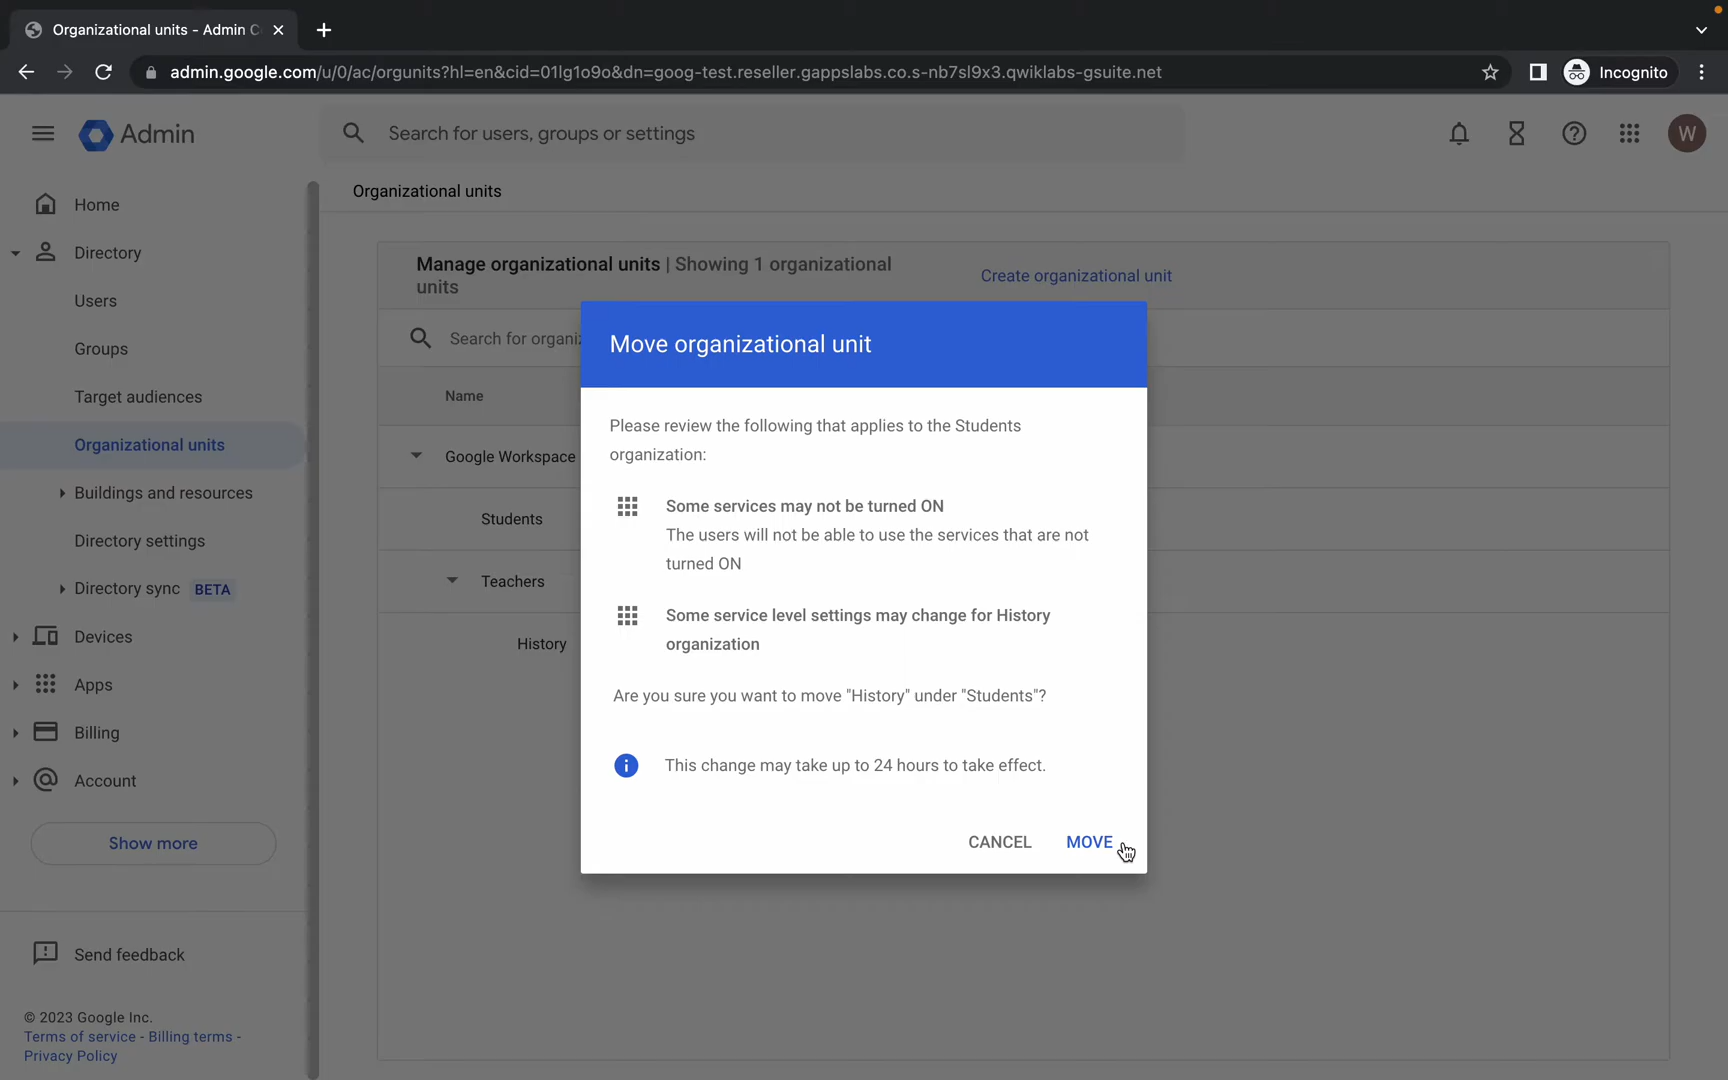 Organizational units - Admin C
admin.google.com/u/0/ac/orgunits?hl=en&cid=01lg1o9o&dn=goog-test.reseller.gappslabs.co.s-nb7sl9x3.qwiklabs-gsuite.net
Incognito
Admin
Search for users, groups or settings
W
Home
Directory
Users
Groups
Target audiences
Organizational units
Buildings and resources
Directory settings
Directory sync BETA
Devices
Apps
Billing
Account
Show more
Send feedback
© 2023 Google Inc.
Terms of service - Billing terms -
Privacy Policy
Organizational units
Manage organizational units | Showing 1 organizational
units
Create organizational unit
Search for organiz
Name
Google Workspace
Students
Teachers
History
Move organizational unit
Please review the following that applies to the Students
organization:
Some services may not be turned ON
The users will not be able to use the services that are not
turned ON
Some service level settings may change for History
organization
Are you sure you want to move "History" under "Students"?
This change may take up to 24 hours to take effect.
CANCEL MOVE